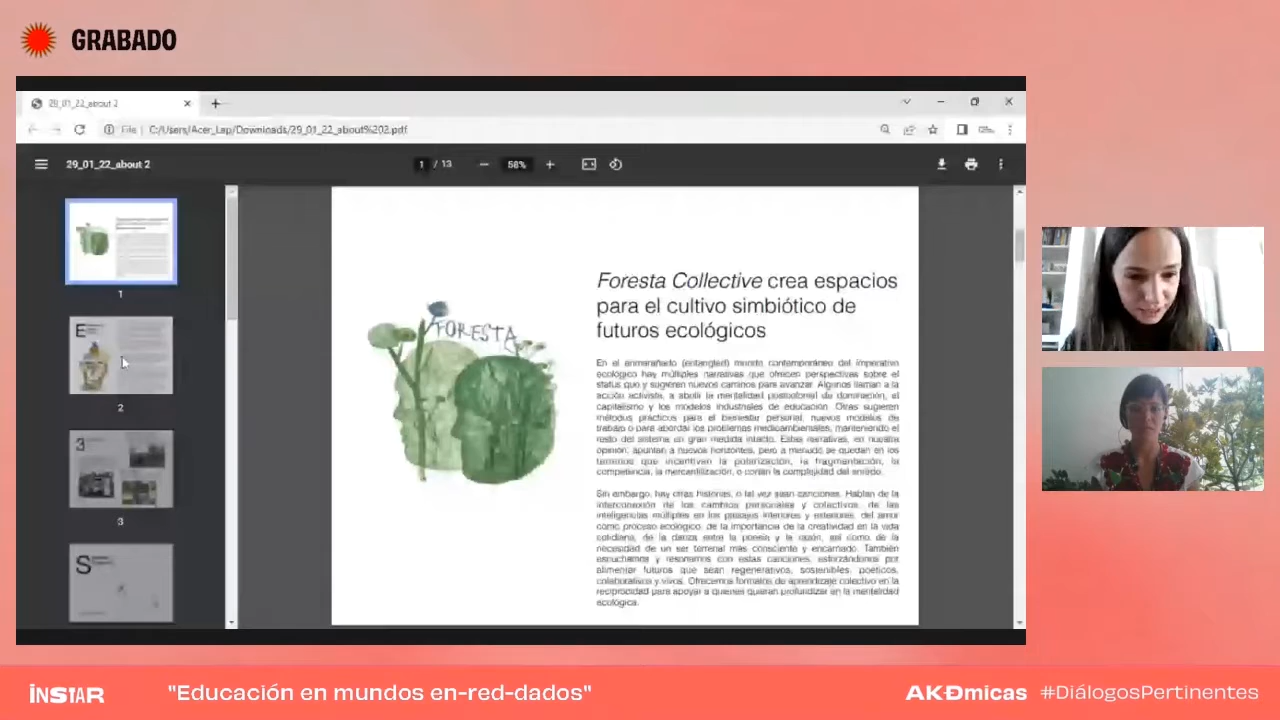 GRABADO
29_01_22_about 2
File | C:/Users/Acer_Lap/Downloads/29_01_22_about%202.pdf
29_01_22_about 2
1 / 13
58%
1
E
2
3
3
S
FORESTA
Foresta Collective crea espacios
para el cultivo simbiótico de
futuros ecológicos
En el enmarañado (entangled) mundo contemporáneo del imperativo
ecológico hay múltiples narrativas que ofrecen perspectivas sobre el
status quo y sugieren nuevos caminos para avanzar. Algunos llaman a la
acción activista, a abolir la mentalidad postcolonial de dominación, el
capitalismo y los modelos industriales de educación. Otras sugieren
métodos prácticos para el bienestar personal, nuevos modelos de
trabajo o para abordar los problemas medioambientales, manteniendo el
resto del sistema en gran medida intacto. Estas narrativas, en nuestra
opinión, apuntan a nuevos horizontes, pero a menudo se quedan en los
términos que incentivan la polarización, la fragmentación, la
competencia, la mercantilización, o la complejidad del enredo.
Sin embargo, hay otras historias, o tal vez sean canciones. Hablan de la
interconexión de los cambios personales y colectivos, de las
inteligencias múltiples en los paisajes interiores y exteriores, del amor
como proceso ecológico, de la importancia de la creatividad en la vida
cotidiana, de la danza entre la poesía y la razón, así como de la
necesidad de un ser terrenal más consciente y encarnado. También
escuchamos y resonamos con estas canciones, esforzándonos por
alimentar futuros que sean regenerativos, sostenibles, poéticos,
colaborativos y vivos. Ofrecemos formatos de aprendizaje colectivo en la
reciprocidad para apoyar a quienes quieran profundizar en la mentalidad
ecológica.
INSTAR
"Educación en mundos en-red-dados"
AKDmicas #DiálogosPertinentes